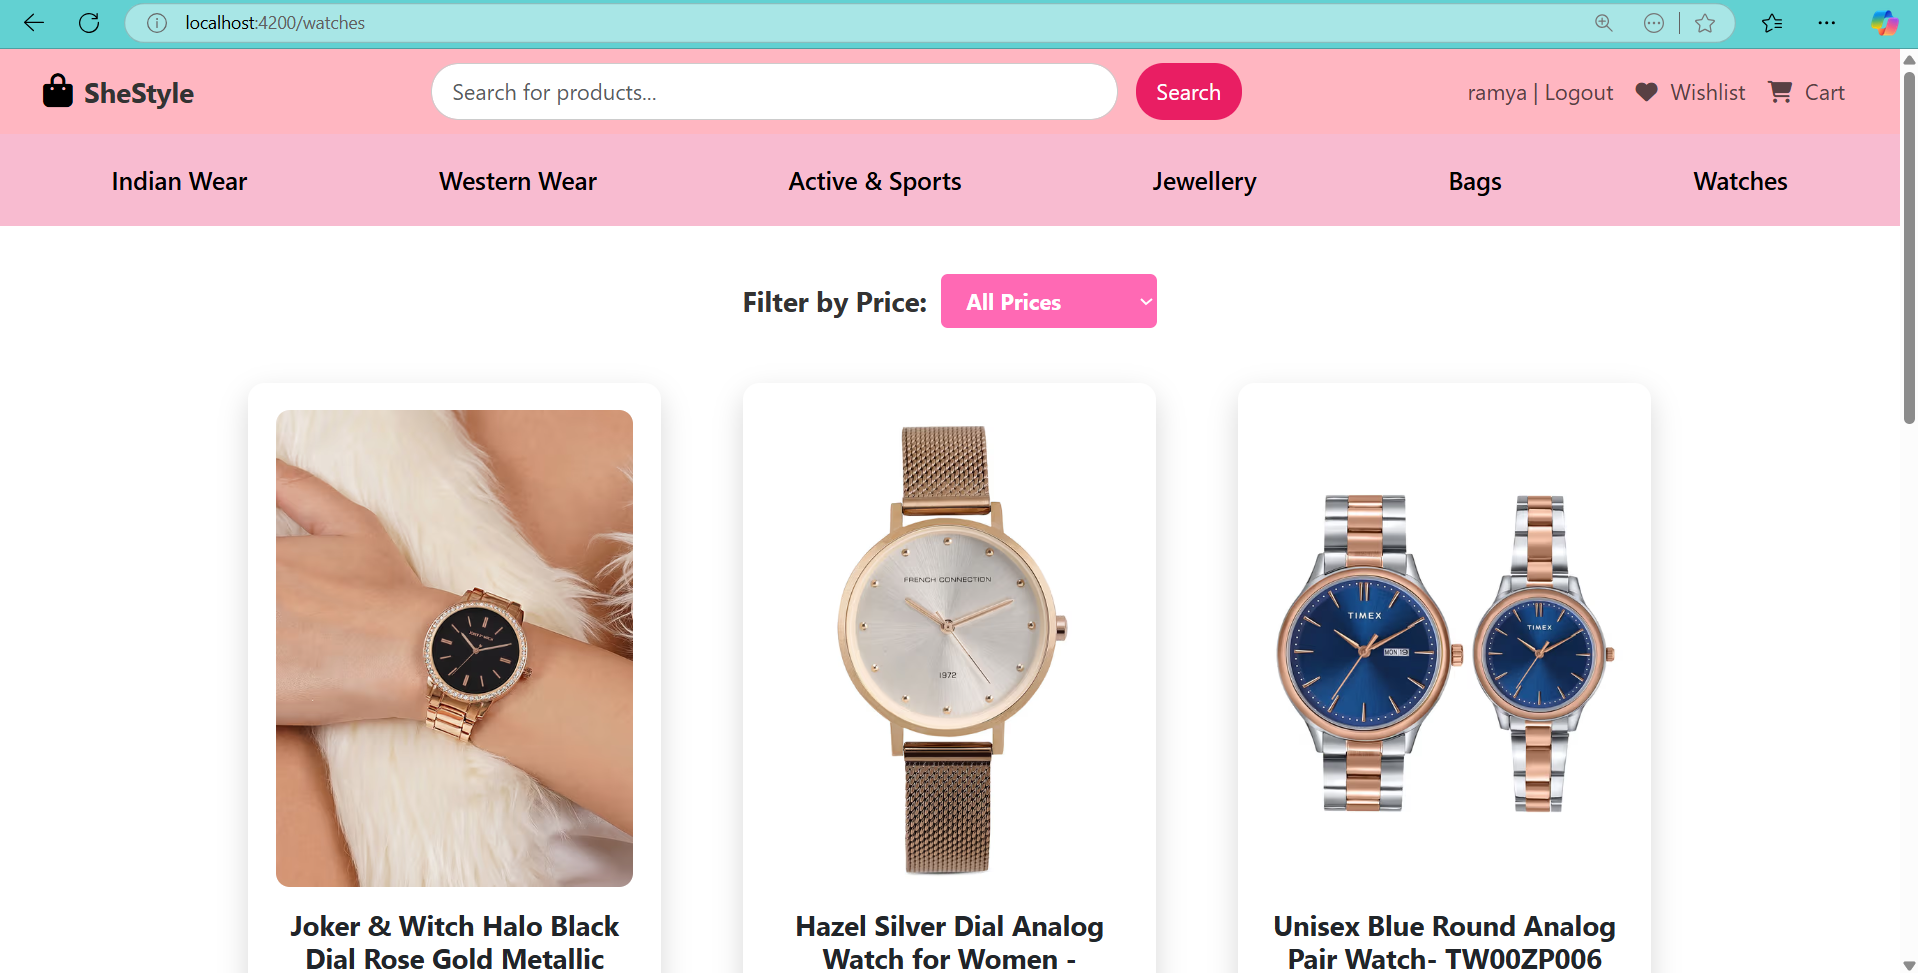 localhost:4200/watches
SheStyle
Search for products...
Search
ramya | Logout
Wishlist
Cart
Indian Wear
Western Wear
Active & Sports
Jewellery
Bags
Watches
Filter by Price:
All Prices
FRENCH CONNECTION
1972
TIMEX
MON 19
TIMEX
Joker & Witch Halo Black
Dial Rose Gold Metallic
Hazel Silver Dial Analog
Watch for Women -
Unisex Blue Round Analog
Pair Watch- TW00ZP006